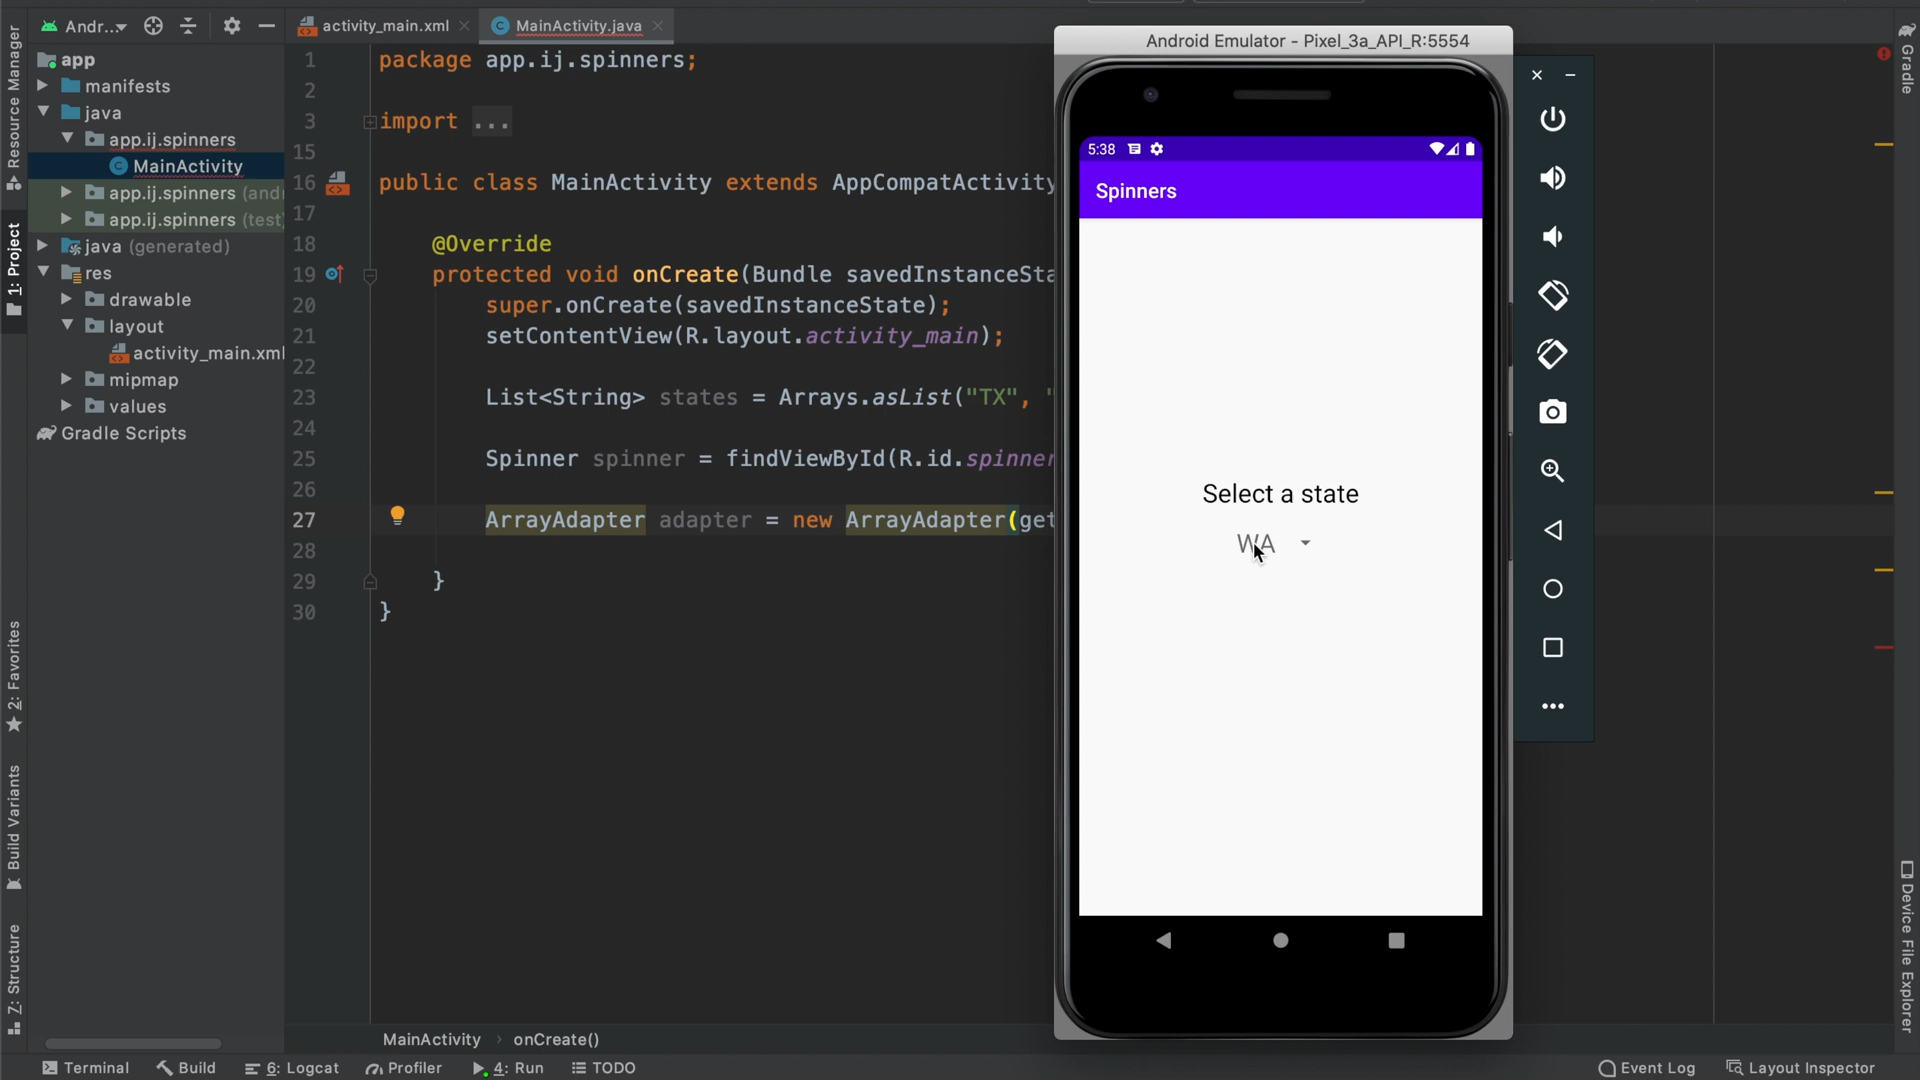 Andr...
activity_main.xml
MainActivity.java
Resource Manager
1: Project
2: Favorites
Build Variants
Z: Structure
app
manifests
java
app.ij.spinners
MainActivity
app.ij.spinners (and
app.ij.spinners (test
java (generated)
res
drawable
layout
activity_main.xml
mipmap
values
Gradle Scripts
1 package app.ij.spinners;
2
3 import ...
15
16 public class MainActivity extends AppCompatActivity
17
18 @Override
19 protected void onCreate(Bundle savedInstanceSta
20 super.onCreate(savedInstanceState);
21 setContentView(R.layout.activity_main);
22
23 List<String> states = Arrays.asList("TX", "
24
25 Spinner spinner = findViewById(R.id.spinner
26
27 ArrayAdapter adapter = new ArrayAdapter(get
28
29 }
30 }
Android Emulator - Pixel_3a_API_R:5554
5:38
Spinners
Select a state
WA
Gradle
Device File Explorer
MainActivity › onCreate()
Terminal
Build
6: Logcat
Profiler
4: Run
TODO
Event Log
Layout Inspector